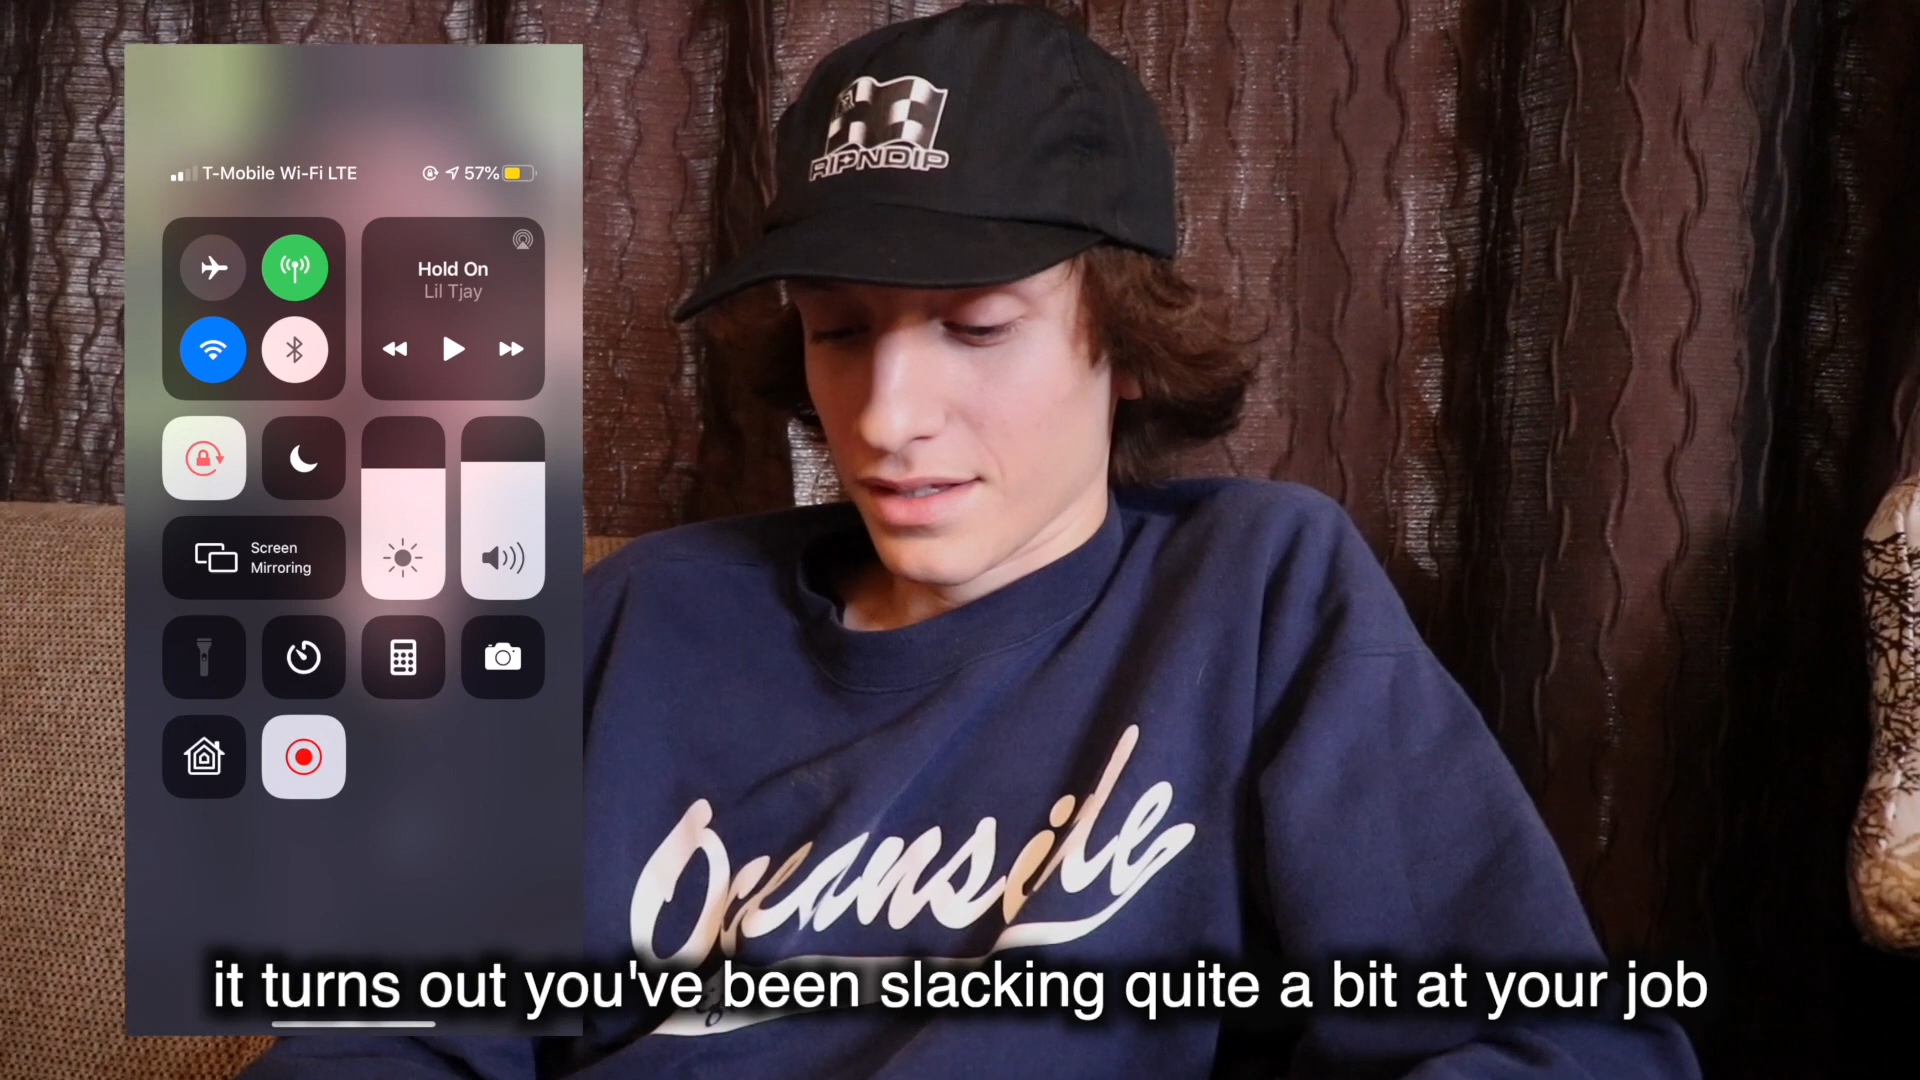 T-Mobile Wi-Fi LTE
57%
Hold On
Lil Tjay
Screen
Mirroring
RIPNDIP
Oceanside
it turns out you've been slacking quite a bit at your job